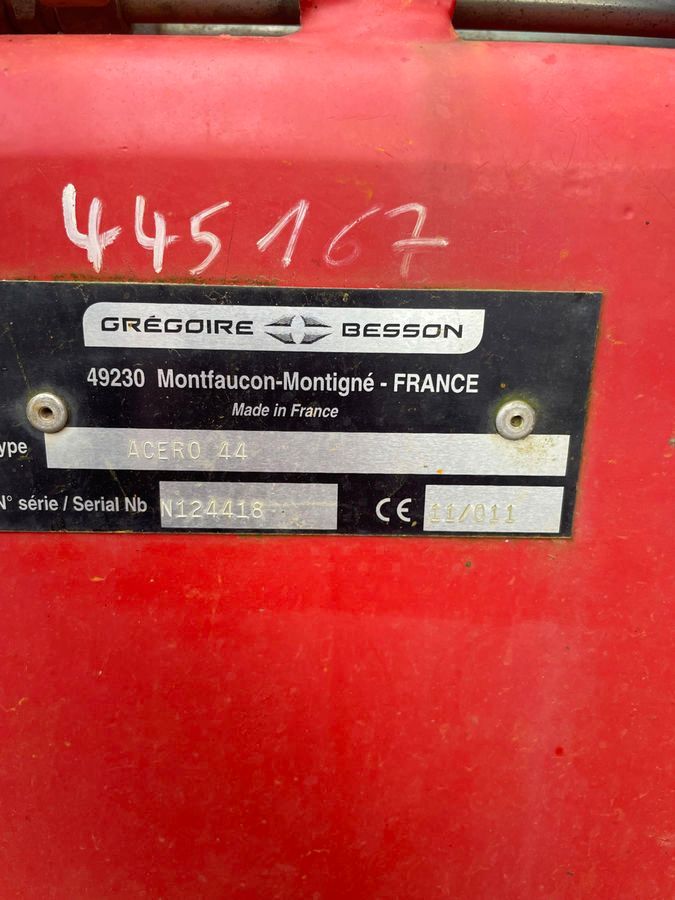 445167
GRÉGOIRE BESSON
49230 Montfaucon-Montigné - FRANCE
Made in France
ype ACERO 44
N° série / Serial Nb N124418 CE 11/011